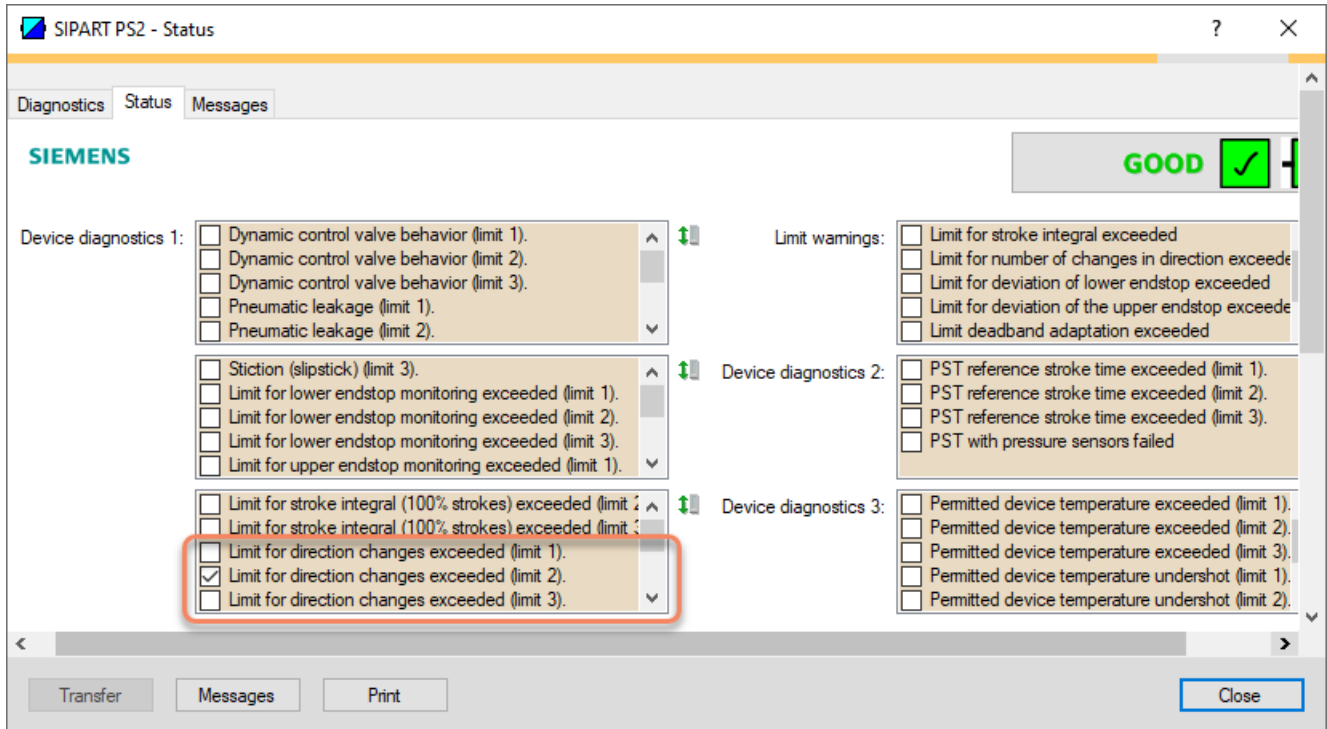 SIPART PS2 - Status
?
Diagnostics Status Messages
SIEMENS
GOOD
Device diagnostics 1:
Dynamic control valve behavior (limit 1).
Dynamic control valve behavior (limit 2).
Dynamic control valve behavior (limit 3).
Pneumatic leakage (limit 1).
Pneumatic leakage (limit 2).
Stiction (slipstick) (limit 3).
Limit for lower endstop monitoring exceeded (limit 1).
Limit for lower endstop monitoring exceeded (limit 2).
Limit for lower endstop monitoring exceeded (limit 3).
Limit for upper endstop monitoring exceeded (limit 1).
Limit for stroke integral (100% strokes) exceeded (limit 2
Limit for stroke integral (100% strokes) exceeded (limit 3
Limit for direction changes exceeded (limit 1).
Limit for direction changes exceeded (limit 2).
Limit for direction changes exceeded (limit 3).
Limit warnings:
Limit for stroke integral exceeded
Limit for number of changes in direction exceede
Limit for deviation of lower endstop exceeded
Limit for deviation of the upper endstop exceede
Limit deadband adaptation exceeded
Device diagnostics 2:
PST reference stroke time exceeded (limit 1).
PST reference stroke time exceeded (limit 2).
PST reference stroke time exceeded (limit 3).
PST with pressure sensors failed
Device diagnostics 3:
Permitted device temperature exceeded (limit 1).
Permitted device temperature exceeded (limit 2).
Permitted device temperature exceeded (limit 3).
Permitted device temperature undershot (limit 1).
Permitted device temperature undershot (limit 2).
Transfer Messages Print Close